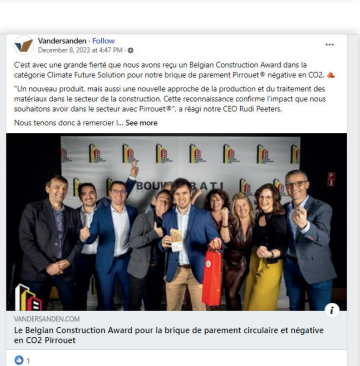 Vandersanden · Follow
December 8, 2023 at 4:47 PM ·
C'est avec une grande fierté que nous avons reçu un Belgian Construction Award dans la
catégorie Climate Future Solution pour notre brique de parement Pirrouet® négative en CO2.
"Un nouveau produit, mais aussi une nouvelle approche de la production et du traitement des
matériaux dans le secteur de la construction. Cette reconnaissance confirme l'impact que nous
souhaitons avoir dans le secteur avec Pirrouet®", a réagi notre CEO Rudi Peeters.
Nous tenons donc à remercier l... See more
BOUW
BATI
VANDERSANDEN.COM
Le Belgian Construction Award pour la brique de parement circulaire et négative
en CO2 Pirrouet
1